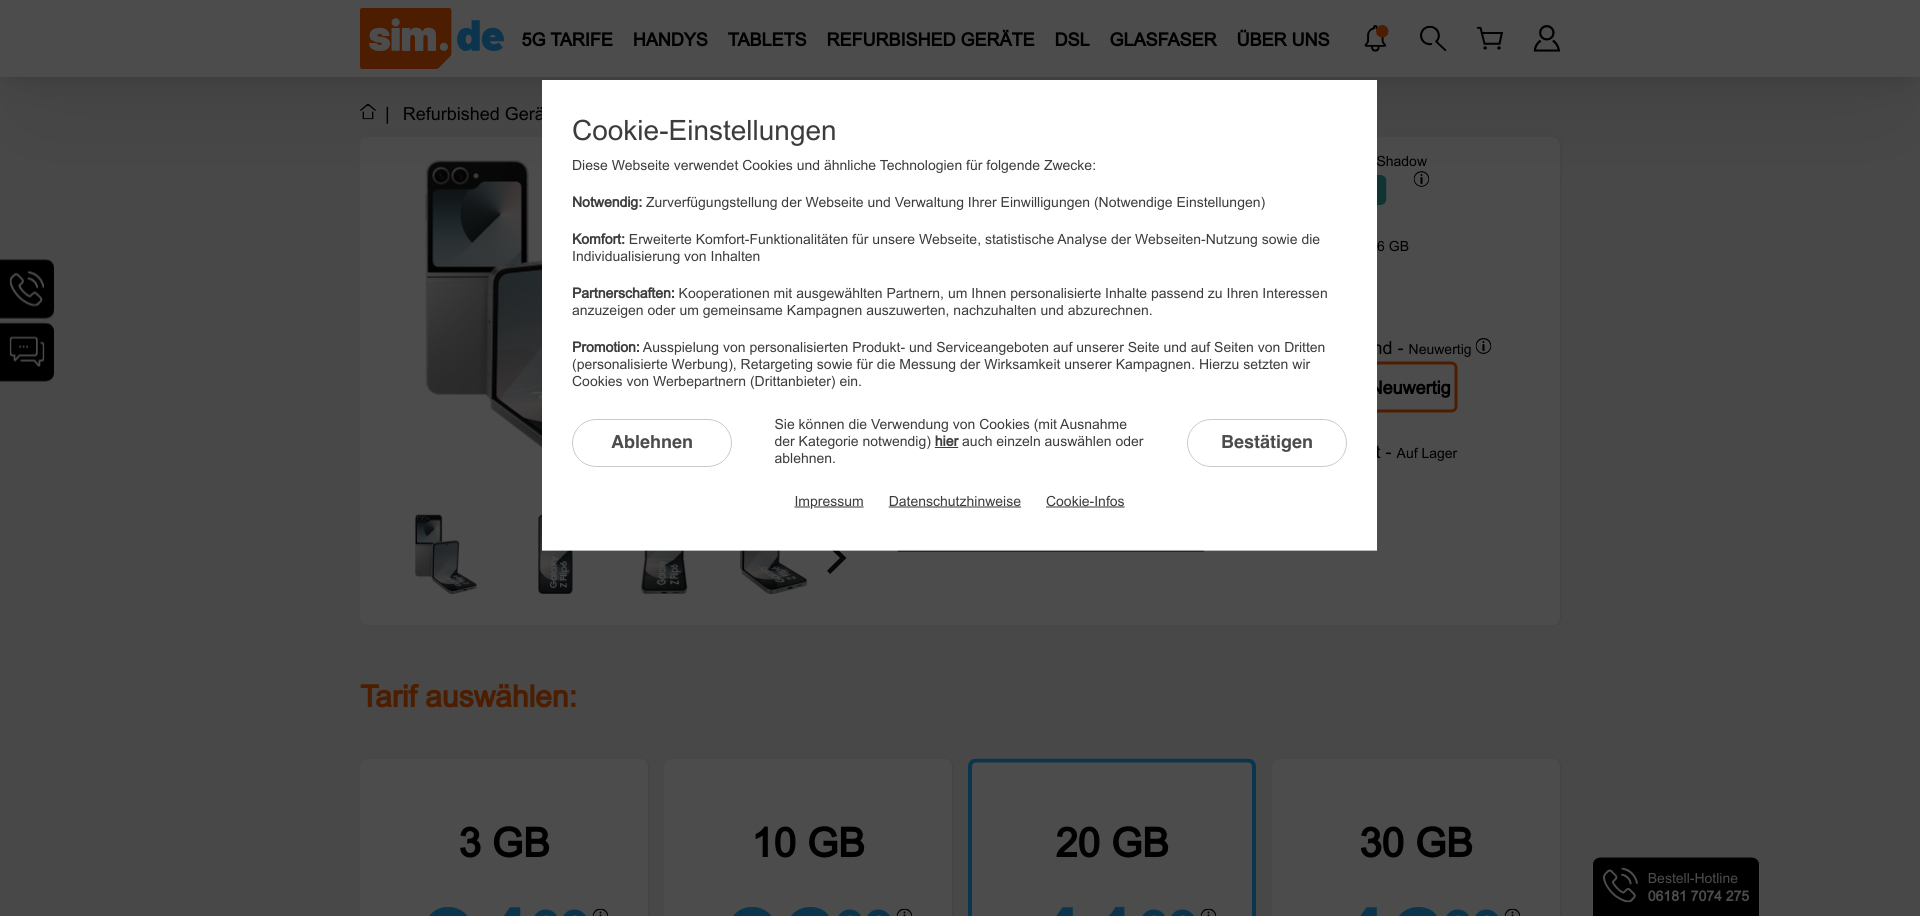 sim.de
5G TARIFE HANDYS TABLETS REFURBISHED GERÄTE DSL GLASFASER ÜBER UNS
| Refurbished
Cookie-Einstellungen
Diese Webseite verwendet Cookies und ähnliche Technologien für folgende Zwecke:
Notwendig: Zurverfügungstellung der Webseite und Verwaltung Ihrer Einwilligungen (Notwendige Einstellungen)
Komfort: Erweiterte Komfort-Funktionalitäten für unsere Webseite, statistische Analyse der Webseiten-Nutzung sowie die
Individualisierung von Inhalten
Partnerschaften: Kooperationen mit ausgewählten Partnern, um Ihnen personalisierte Inhalte passend zu Ihren Interessen
anzuzeigen oder um gemeinsame Kampagnen auszuwerten, nachzuhalten und abzurechnen.
Promotion: Ausspielung von personalisierten Produkt- und Serviceangeboten auf unserer Seite und auf Seiten von Dritten
(personalisierte Werbung), Retargeting sowie für die Messung der Wirksamkeit unserer Kampagnen. Hierzu setzten wir
Cookies von Werbepartnern (Drittanbieter) ein.
Ablehnen
Sie können die Verwendung von Cookies (mit Ausnahme
der Kategorie notwendig) hier auch einzeln auswählen oder
ablehnen.
Bestätigen
Impressum Datenschutzhinweise Cookie-Infos
Shadow
6 GB
- Neuwertig
Neuwertig
- Auf Lager
Galaxy
Z Flip6
Galaxy
Z Flip6
Tarif auswählen:
3 GB
10 GB
20 GB
30 GB
Bestell-Hotline
06181 7074 275